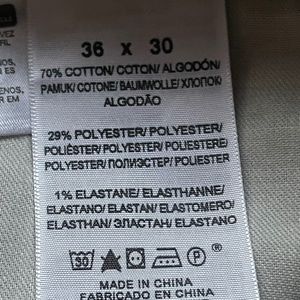 VEZ
36 x 30
70% COTTON/ COTON/ ALGODÓN/
PAMUK/ COTONE/ BAUMWOLLE/ ХЛОПОК/
ALGODÃO
29% POLYESTER/ POLYESTER/
POLIÉSTER/ POLYESTER/ POLIESTERE/
POLYESTER/ ПОЛИЭСТЕР/ POLIESTER
1% ELASTANE/ ELASTHANNE/
ELASTANO/ ELASTAN/ ELASTOMERO/
ELASTHAN/ ЭЛАСТАН/ ELASTANO
30 P
MADE IN CHINA
FABRICADO EN CHINA